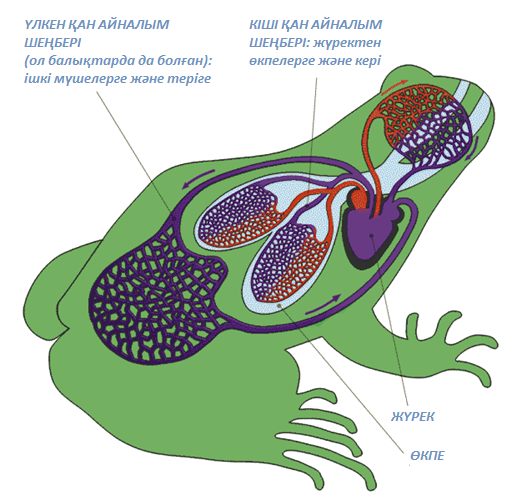 ҮЛКЕН ҚАН АЙНАЛЫМ
ШЕҢБЕРІ
(ол балықтарда да болған):
ішкі мүшелерге және теріге
КІШІ ҚАН АЙНАЛЫМ
ШЕҢБЕРІ: жүректен
өкпелерге және кері
ЖҮРЕК
ӨКПЕ